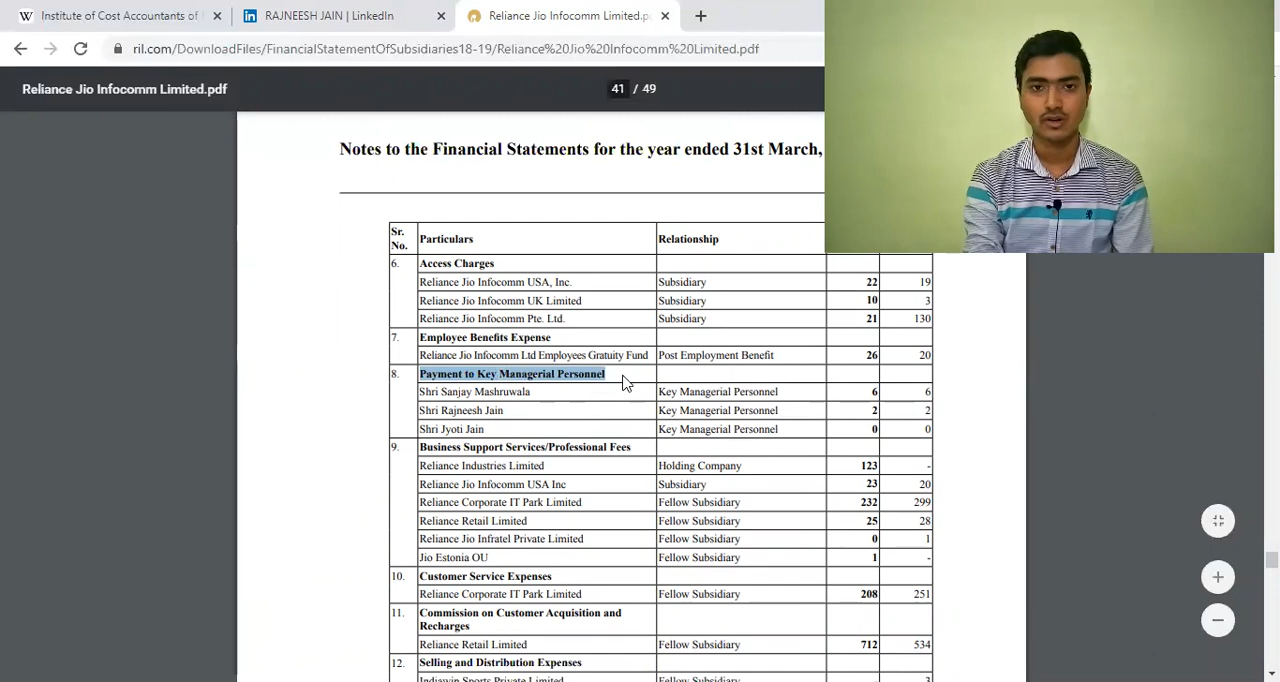 W Institute of Cost Accountants of
in RAJNEESH JAIN | LinkedIn
Reliance Jio Infocomm Limited.p
ril.com/DownloadFiles/FinancialStatementOfSubsidiaries18-19/Reliance%20Jio%20Infocomm%20Limited.pdf
Reliance Jio Infocomm Limited.pdf
41 / 49
Notes to the Financial Statements for the year ended 31st March,
Sr. No. Particulars Relationship
6. Access Charges
Reliance Jio Infocomm USA, Inc. Subsidiary 22 19
Reliance Jio Infocomm UK Limited Subsidiary 10 3
Reliance Jio Infocomm Pte. Ltd. Subsidiary 21 130
7. Employee Benefits Expense
Reliance Jio Infocomm Ltd Employees Gratuity Fund Post Employment Benefit 26 20
8. Payment to Key Managerial Personnel
Shri Sanjay Mashruwala Key Managerial Personnel 6 6
Shri Rajneesh Jain Key Managerial Personnel 2 2
Shri Jyoti Jain Key Managerial Personnel 0 0
9. Business Support Services/Professional Fees
Reliance Industries Limited Holding Company 123 -
Reliance Jio Infocomm USA Inc Subsidiary 23 20
Reliance Corporate IT Park Limited Fellow Subsidiary 232 299
Reliance Retail Limited Fellow Subsidiary 25 28
Reliance Jio Infratel Private Limited Fellow Subsidiary 0 1
Jio Estonia OU Fellow Subsidiary 1 -
10. Customer Service Expenses
Reliance Corporate IT Park Limited Fellow Subsidiary 208 251
11. Commission on Customer Acquisition and
Recharges
Reliance Retail Limited Fellow Subsidiary 712 534
12. Selling and Distribution Expenses
Indiawin Sports Private Limited Fellow Subsidiary - 3